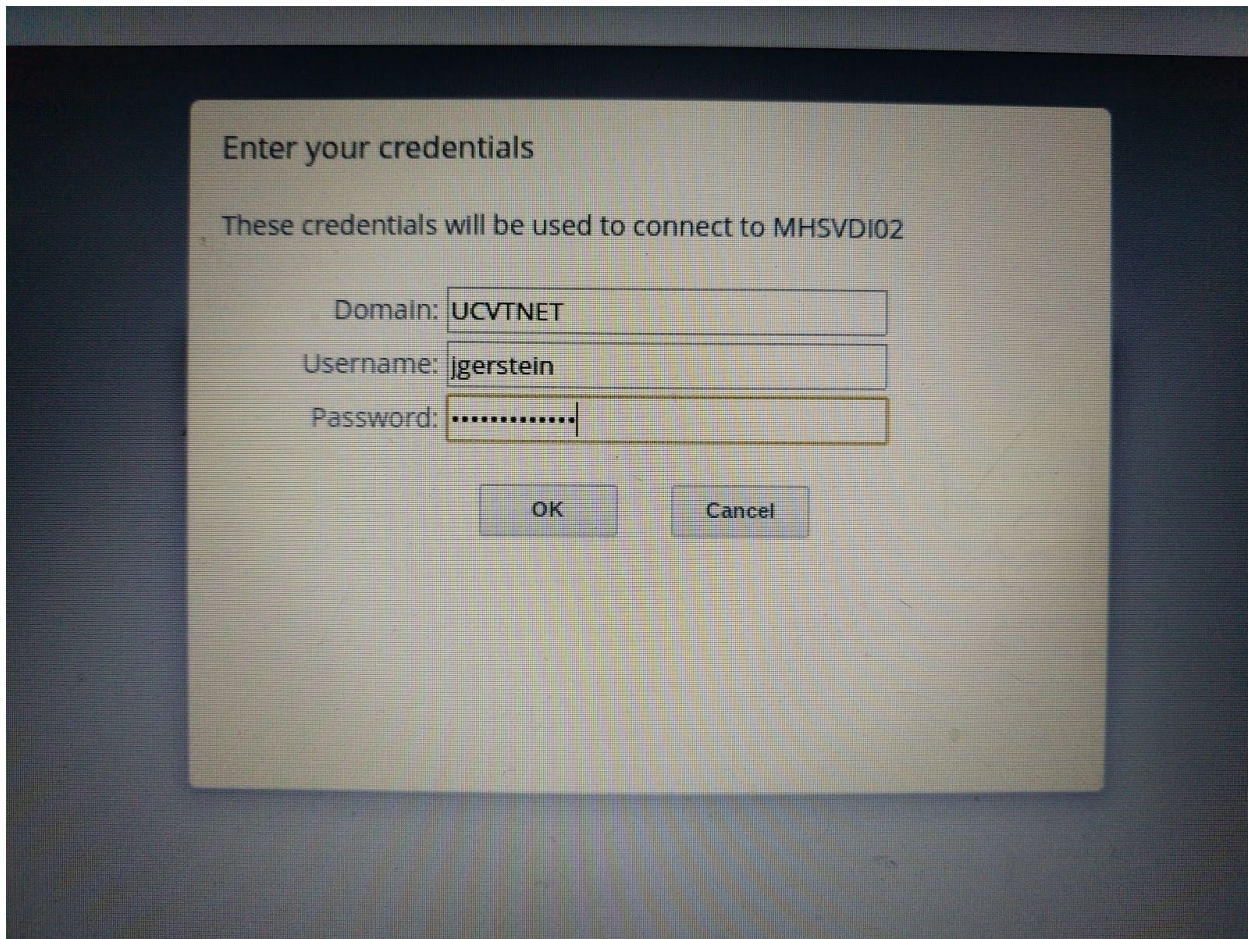 Enter your credentials
These credentials will be used to connect to MHSVDI02
Domain: UCVTNET
Username: jgerstein
Password: •••••••••••••
OK Cancel